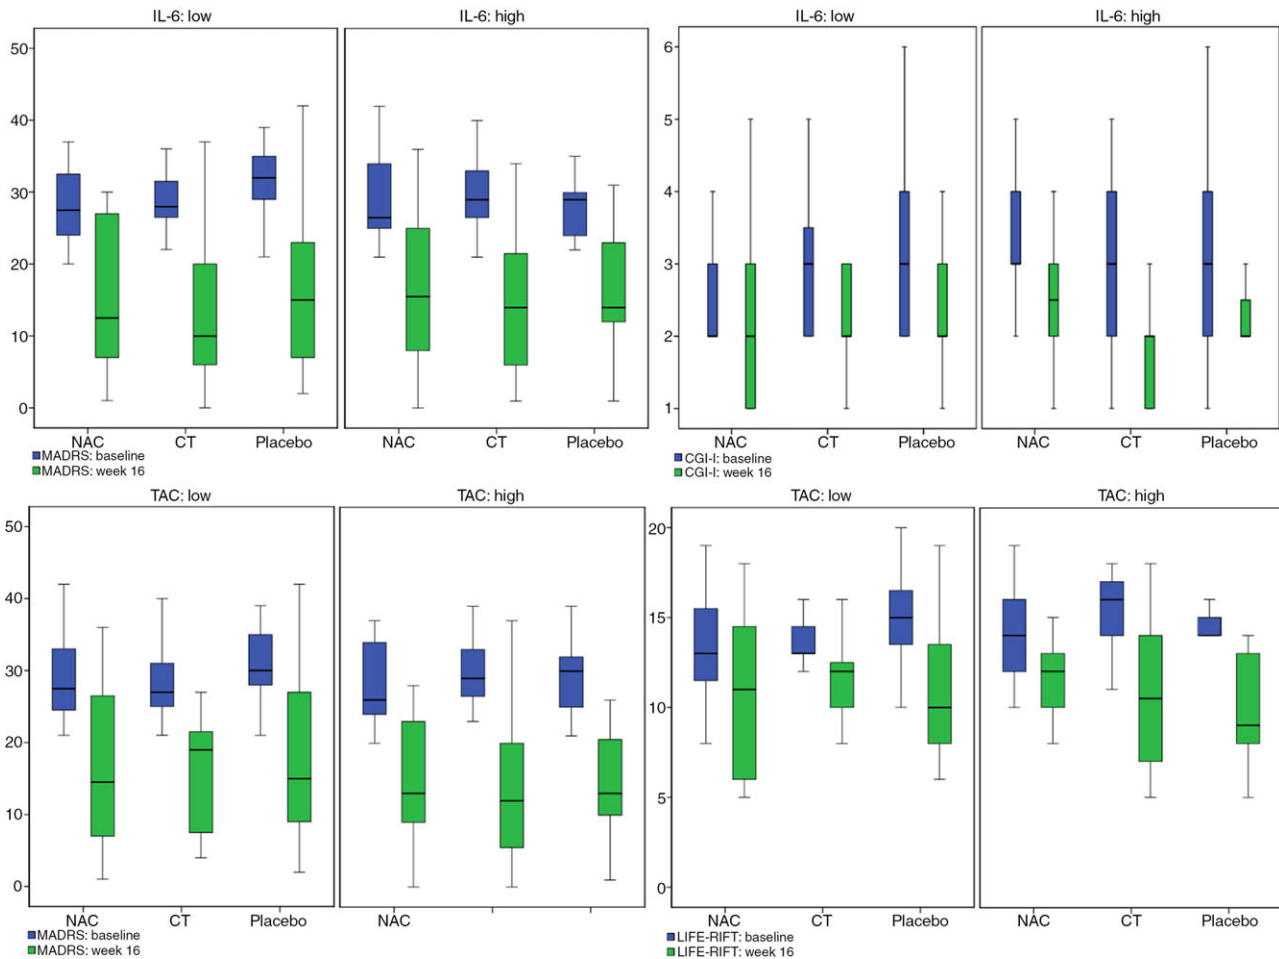 IL-6: low IL-6: high
50
40
30
20
10
0
NAC CT Placebo NAC CT Placebo
MADRS: baseline
MADRS: week 16
IL-6: low IL-6: high
6
5
4
3
2
1
NAC CT Placebo NAC CT Placebo
CGI-I: baseline
CGI-I: week 16
TAC: low TAC: high
50
40
30
20
10
0
NAC CT Placebo NAC
MADRS: baseline
MADRS: week 16
TAC: low TAC: high
20
15
10
5
0
NAC CT Placebo NAC CT Placebo
LIFE-RIFT: baseline
LIFE-RIFT: week 16